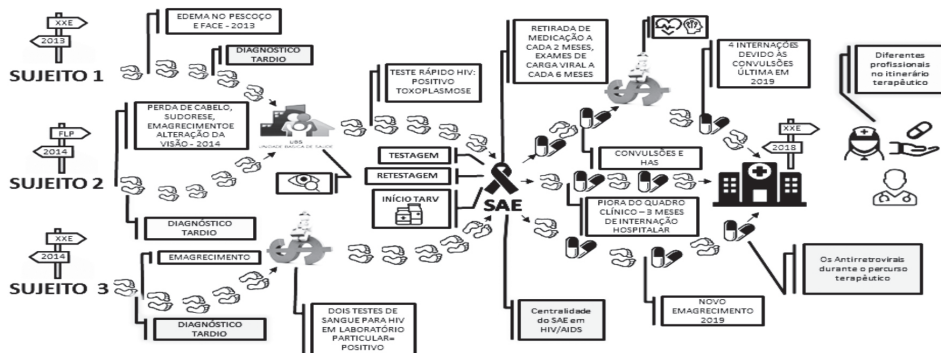 XXE
2013
SUJEITO 1
EDEMA NO PESCOÇO
E FACE - 2013
DIAGNÓSTICO
TARDIO
FLP
2014
SUJEITO 2
PERDA DE CABELO,
SUDORESE,
EMAGRECIMENTOE
ALTERAÇÃO DA
VISÃO - 2014
DIAGNÓSTICO
TARDIO
XXE
2014
SUJEITO 3
EMAGRECIMENTO
DIAGNÓSTICO
TARDIO
UBS
UNIDADE BÁSICA DE SAÚDE
TESTE RÁPIDO HIV:
POSITIVO
TOXOPLASMOSE
TESTAGEM
RETESTAGEM
INÍCIO TARV
DOIS TESTES DE
SANGUE PARA HIV
EM LABORATÓRIO
PARTICULAR=
POSITIVO
SAE
RETIRADA DE
MEDICAÇÃO A
CADA 2 MESES,
EXAMES DE
CARGA VIRAL A
CADA 6 MESES
Centralidade
do SAE em
HIV/AIDS
CONVULSÕES E HAS
PIORA DO QUADRO
CLÍNICO – 3 MESES
DE INTERNAÇÃO
HOSPITALAR
NOVO
EMAGRECIMENTO
2019
4 INTERNAÇÕES
DEVIDO ÀS
CONVULSÕES
ÚLTIMA EM
2019
XXE
2018
Diferentes
profissionais
no itinerário
terapêutico
Os Antirretrovirais
durante o percurso
terapêutico